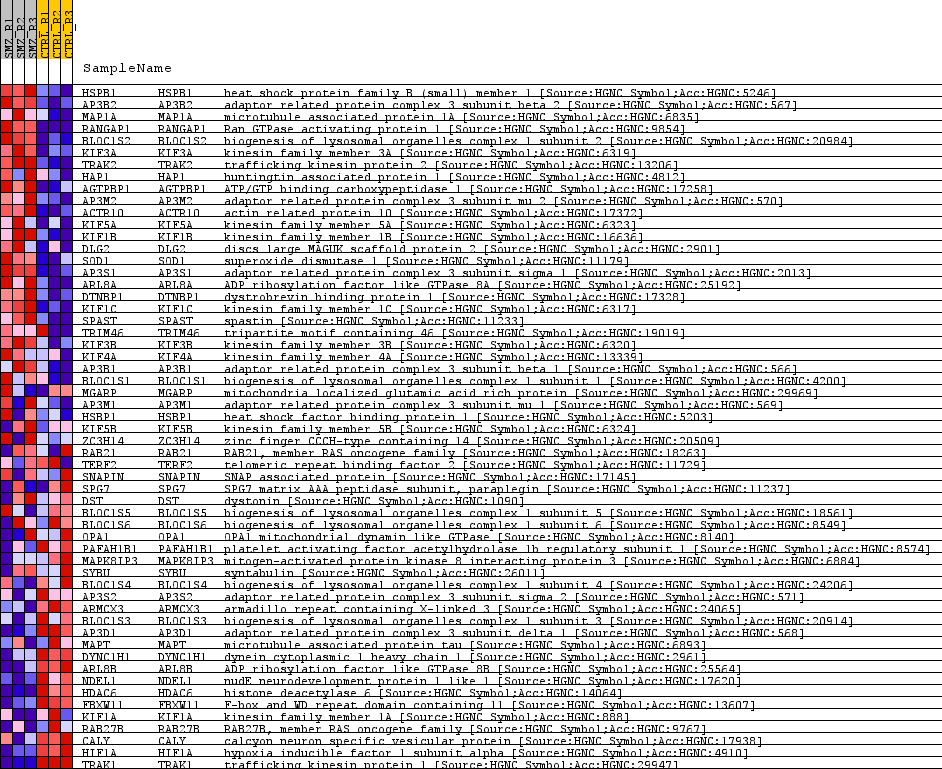 SMZ_R1
SMZ_R2
SMZ_R3
CTRL_R1
CTRL_R2
CTRL_R3
SampleName
HSPB1 HSPB1 heat shock protein family B (small) member 1 [Source:HGNC Symbol;Acc:HGNC:5246]
AP3B2 AP3B2 adaptor related protein complex 3 subunit beta 2 [Source:HGNC Symbol;Acc:HGNC:567]
MAP1A MAP1A microtubule associated protein 1A [Source:HGNC Symbol;Acc:HGNC:6835]
RANGAP1 RANGAP1 Ran GTPase activating protein 1 [Source:HGNC Symbol;Acc:HGNC:9854]
BLOC1S2 BLOC1S2 biogenesis of lysosomal organelles complex 1 subunit 2 [Source:HGNC Symbol;Acc:HGNC:20984]
KIF3A KIF3A kinesin family member 3A [Source:HGNC Symbol;Acc:HGNC:6319]
TRAK2 TRAK2 trafficking kinesin protein 2 [Source:HGNC Symbol;Acc:HGNC:13206]
HAP1 HAP1 huntingtin associated protein 1 [Source:HGNC Symbol;Acc:HGNC:4812]
AGTPBP1 AGTPBP1 ATP/GTP binding carboxypeptidase 1 [Source:HGNC Symbol;Acc:HGNC:17258]
AP3M2 AP3M2 adaptor related protein complex 3 subunit mu 2 [Source:HGNC Symbol;Acc:HGNC:570]
ACTR10 ACTR10 actin related protein 10 [Source:HGNC Symbol;Acc:HGNC:17372]
KIF5A KIF5A kinesin family member 5A [Source:HGNC Symbol;Acc:HGNC:6323]
KIF1B KIF1B kinesin family member 1B [Source:HGNC Symbol;Acc:HGNC:16636]
DLG2 DLG2 discs large MAGUK scaffold protein 2 [Source:HGNC Symbol;Acc:HGNC:2901]
SOD1 SOD1 superoxide dismutase 1 [Source:HGNC Symbol;Acc:HGNC:11179]
AP3S1 AP3S1 adaptor related protein complex 3 subunit sigma 1 [Source:HGNC Symbol;Acc:HGNC:2013]
ARL8A ARL8A ADP ribosylation factor like GTPase 8A [Source:HGNC Symbol;Acc:HGNC:25192]
DTNBP1 DTNBP1 dystrobrevin binding protein 1 [Source:HGNC Symbol;Acc:HGNC:17328]
KIF1C KIF1C kinesin family member 1C [Source:HGNC Symbol;Acc:HGNC:6317]
SPAST SPAST spastin [Source:HGNC Symbol;Acc:HGNC:11233]
TRIM46 TRIM46 tripartite motif containing 46 [Source:HGNC Symbol;Acc:HGNC:19019]
KIF3B KIF3B kinesin family member 3B [Source:HGNC Symbol;Acc:HGNC:6320]
KIF4A KIF4A kinesin family member 4A [Source:HGNC Symbol;Acc:HGNC:13339]
AP3B1 AP3B1 adaptor related protein complex 3 subunit beta 1 [Source:HGNC Symbol;Acc:HGNC:566]
BLOC1S1 BLOC1S1 biogenesis of lysosomal organelles complex 1 subunit 1 [Source:HGNC Symbol;Acc:HGNC:4200]
MGARP MGARP mitochondria localized glutamic acid rich protein [Source:HGNC Symbol;Acc:HGNC:29969]
AP3M1 AP3M1 adaptor related protein complex 3 subunit mu 1 [Source:HGNC Symbol;Acc:HGNC:569]
HSBP1 HSBP1 heat shock factor binding protein 1 [Source:HGNC Symbol;Acc:HGNC:5203]
KIF5B KIF5B kinesin family member 5B [Source:HGNC Symbol;Acc:HGNC:6324]
ZC3H14 ZC3H14 zinc finger CCCH-type containing 14 [Source:HGNC Symbol;Acc:HGNC:20509]
RAB21 RAB21 RAB21, member RAS oncogene family [Source:HGNC Symbol;Acc:HGNC:18263]
TERF2 TERF2 telomeric repeat binding factor 2 [Source:HGNC Symbol;Acc:HGNC:11729]
SNAPIN SNAPIN SNAP associated protein [Source:HGNC Symbol;Acc:HGNC:17145]
SPG7 SPG7 SPG7 matrix AAA peptidase subunit, paraplegin [Source:HGNC Symbol;Acc:HGNC:11237]
DST DST dystonin [Source:HGNC Symbol;Acc:HGNC:1090]
BLOC1S5 BLOC1S5 biogenesis of lysosomal organelles complex 1 subunit 5 [Source:HGNC Symbol;Acc:HGNC:18561]
BLOC1S6 BLOC1S6 biogenesis of lysosomal organelles complex 1 subunit 6 [Source:HGNC Symbol;Acc:HGNC:8549]
OPA1 OPA1 OPA1 mitochondrial dynamin like GTPase [Source:HGNC Symbol;Acc:HGNC:8140]
PAFAH1B1 PAFAH1B1 platelet activating factor acetylhydrolase 1b regulatory subunit 1 [Source:HGNC Symbol;Acc:HGNC:8574]
MAPK8IP3 MAPK8IP3 mitogen-activated protein kinase 8 interacting protein 3 [Source:HGNC Symbol;Acc:HGNC:6884]
SYBU SYBU syntabulin [Source:HGNC Symbol;Acc:HGNC:26011]
BLOC1S4 BLOC1S4 biogenesis of lysosomal organelles complex 1 subunit 4 [Source:HGNC Symbol;Acc:HGNC:24206]
AP3S2 AP3S2 adaptor related protein complex 3 subunit sigma 2 [Source:HGNC Symbol;Acc:HGNC:571]
ARMCX3 ARMCX3 armadillo repeat containing X-linked 3 [Source:HGNC Symbol;Acc:HGNC:24065]
BLOC1S3 BLOC1S3 biogenesis of lysosomal organelles complex 1 subunit 3 [Source:HGNC Symbol;Acc:HGNC:20914]
AP3D1 AP3D1 adaptor related protein complex 3 subunit delta 1 [Source:HGNC Symbol;Acc:HGNC:568]
MAPT MAPT microtubule associated protein tau [Source:HGNC Symbol;Acc:HGNC:6893]
DYNC1H1 DYNC1H1 dynein cytoplasmic 1 heavy chain 1 [Source:HGNC Symbol;Acc:HGNC:2961]
ARL8B ARL8B ADP ribosylation factor like GTPase 8B [Source:HGNC Symbol;Acc:HGNC:25564]
NDEL1 NDEL1 nudE neurodevelopment protein 1 like 1 [Source:HGNC Symbol;Acc:HGNC:17620]
HDAC6 HDAC6 histone deacetylase 6 [Source:HGNC Symbol;Acc:HGNC:14064]
FBXW11 FBXW11 F-box and WD repeat domain containing 11 [Source:HGNC Symbol;Acc:HGNC:13607]
KIF1A KIF1A kinesin family member 1A [Source:HGNC Symbol;Acc:HGNC:888]
RAB27B RAB27B RAB27B, member RAS oncogene family [Source:HGNC Symbol;Acc:HGNC:9767]
CALY CALY calcyon neuron specific vesicular protein [Source:HGNC Symbol;Acc:HGNC:17938]
HIF1A HIF1A hypoxia inducible factor 1 subunit alpha [Source:HGNC Symbol;Acc:HGNC:4910]
TRAK1 TRAK1 trafficking kinesin protein 1 [Source:HGNC Symbol;Acc:HGNC:29947]